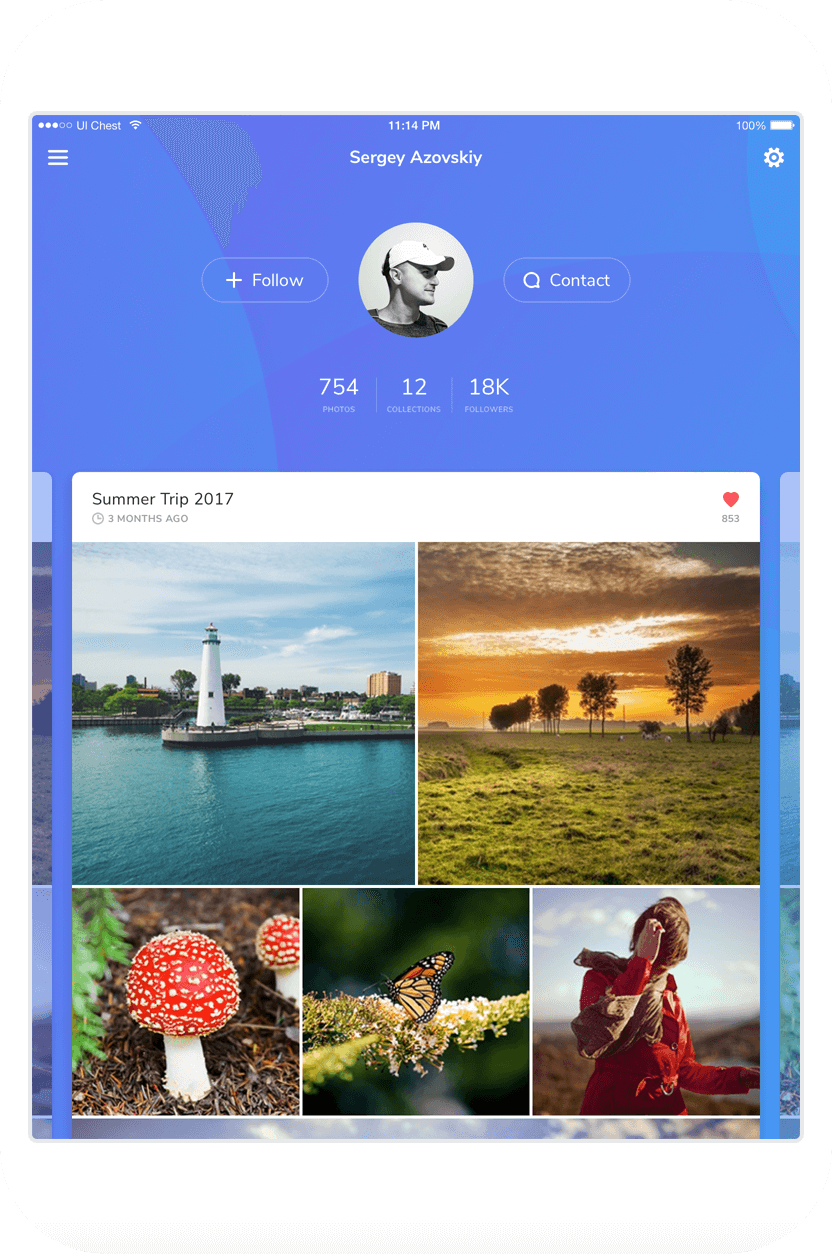 UI Chest 11:14 PM 100%
Sergey Azovskiy
Follow Contact
754 12 18K
PHOTOS COLLECTIONS FOLLOWERS
Summer Trip 2017
3 MONTHS AGO 853